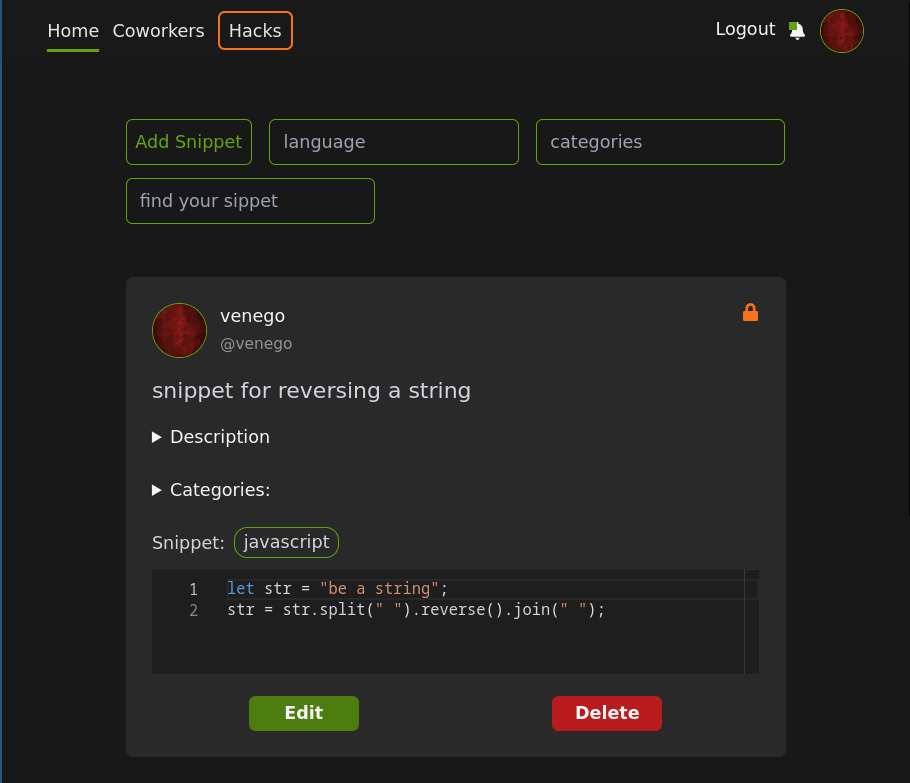 Home Coworkers Hacks Logout
Add Snippet language categories
find your sippet
venego
@venego
snippet for reversing a string
Description
Categories:
Snippet: javascript
1 let str = "be a string";
2 str = str.split(" ").reverse().join(" ");
Edit Delete